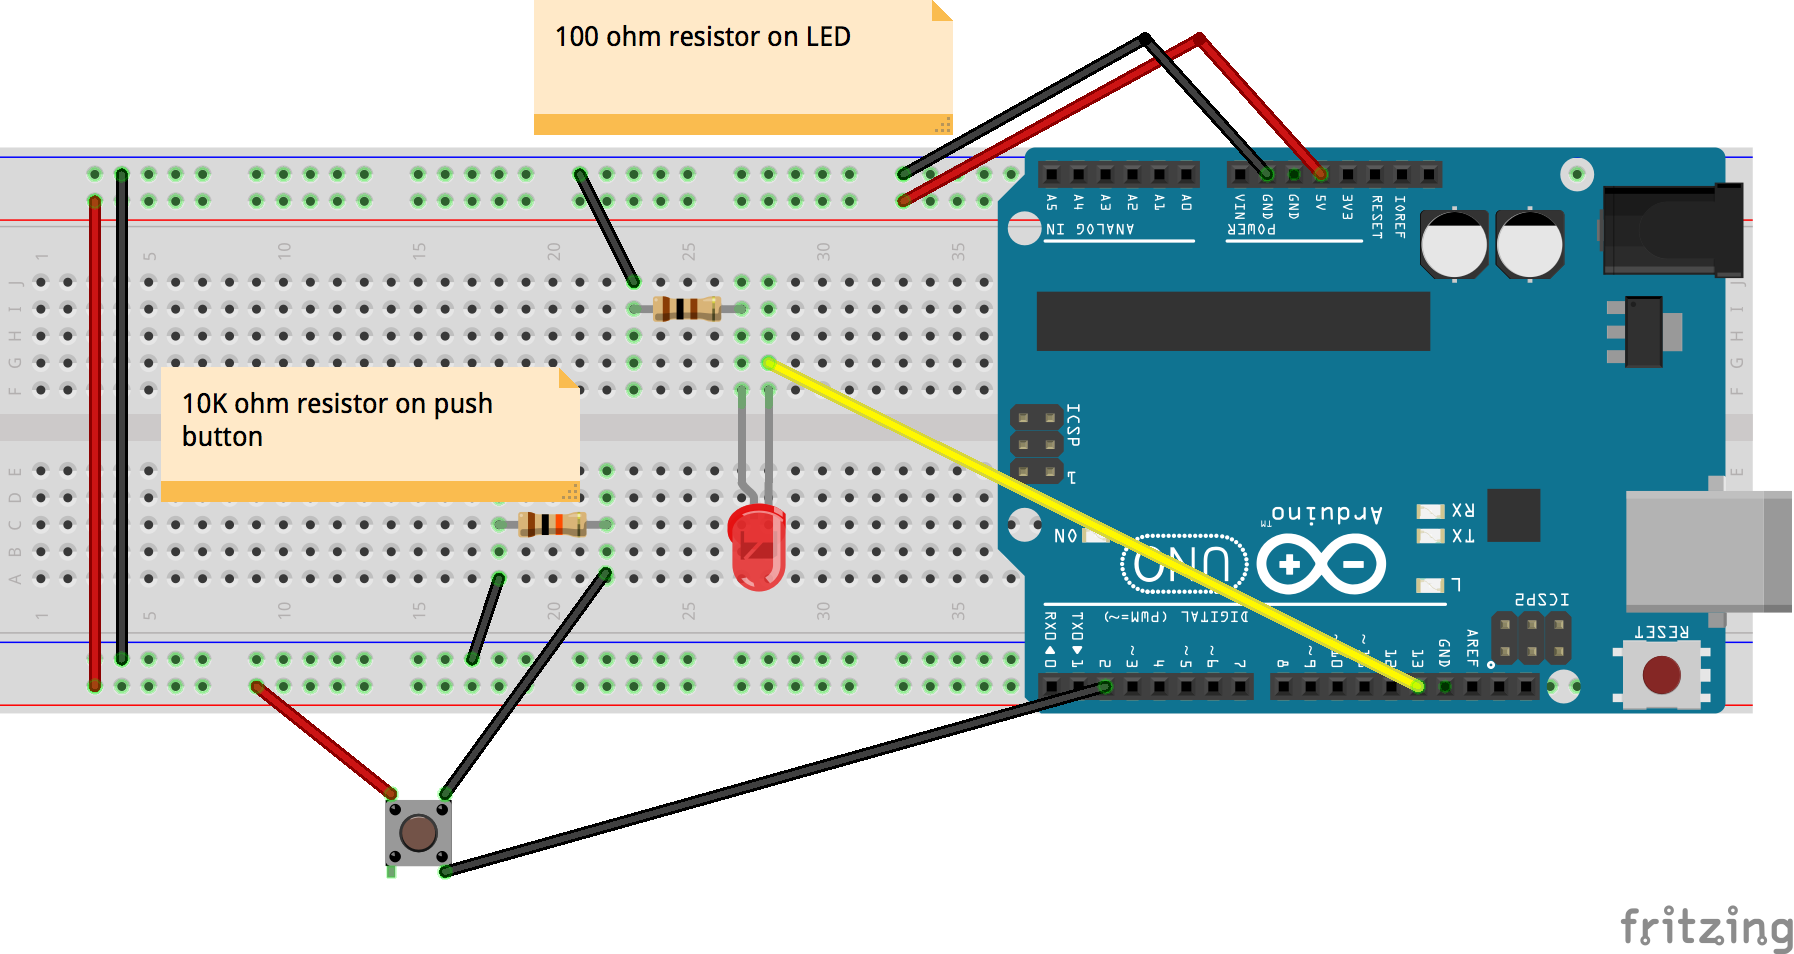 100 ohm resistor on LED
A5 A4 A3 A2 A1 A0
VIN GND GND 5V 3V3 RESET IOREF
ANALOG IN
POWER
1 5 10 15 20 25 30 35
J
I
H
G
F
10K ohm resistor on push
button
ICSP
1
E
D
C
B
A
J
G
F
E
Arduino™
RX
TX
ON
UNO
L
ICSP2
1 5 10 15 20 25 30 35
DIGITAL (PWM=~)
RX0 TX0
0 1 2 ~3 4 ~5 ~6 7 8 ~9 ~10 ~11 12 13 GND AREF
RESET
fritzing